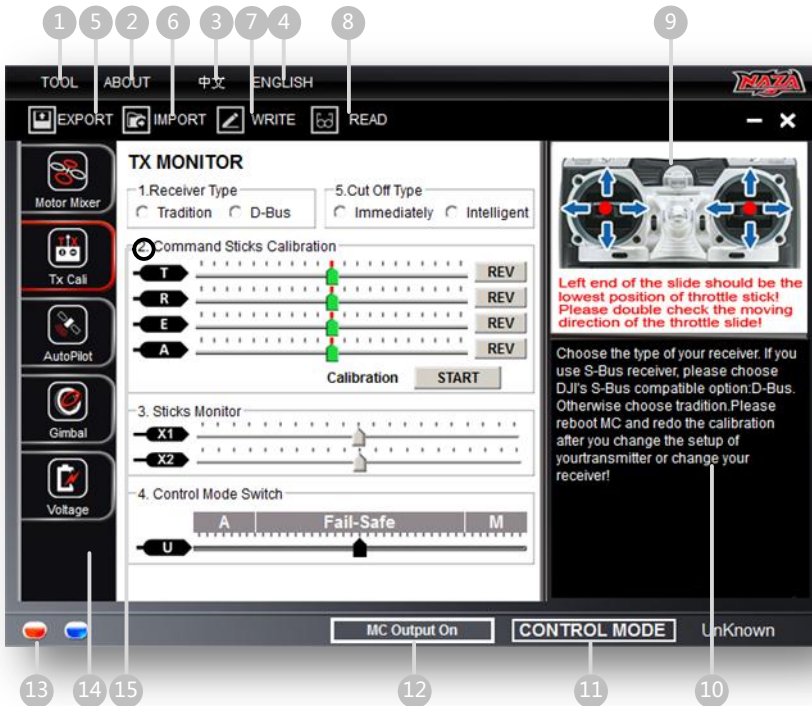 1 5 2 6 3 7 4 8 9
TOOL ABOUT 中文 ENGLISH
NAZA
EXPORT IMPORT WRITE READ
Motor Mixer
Tx Cali
AutoPilot
Gimbal
Voltage
TX MONITOR
1.Receiver Type
Tradition D-Bus
5.Cut Off Type
Immediately Intelligent
2. Command Sticks Calibration
T REV
R REV
E REV
A REV
Calibration START
3. Sticks Monitor
X1
X2
4. Control Mode Switch
A Fail-Safe M
U
Left end of the slide should be the
lowest position of throttle stick!
Please double check the moving
direction of the throttle slide!
Choose the type of your receiver. If you
use S-Bus receiver, please choose
DJI's S-Bus compatible option:D-Bus.
Otherwise choose tradition.Please
reboot MC and redo the calibration
after you change the setup of
yourtransmitter or change your
receiver!
MC Output On CONTROL MODE UnKnown
13 14 15 12 11 10